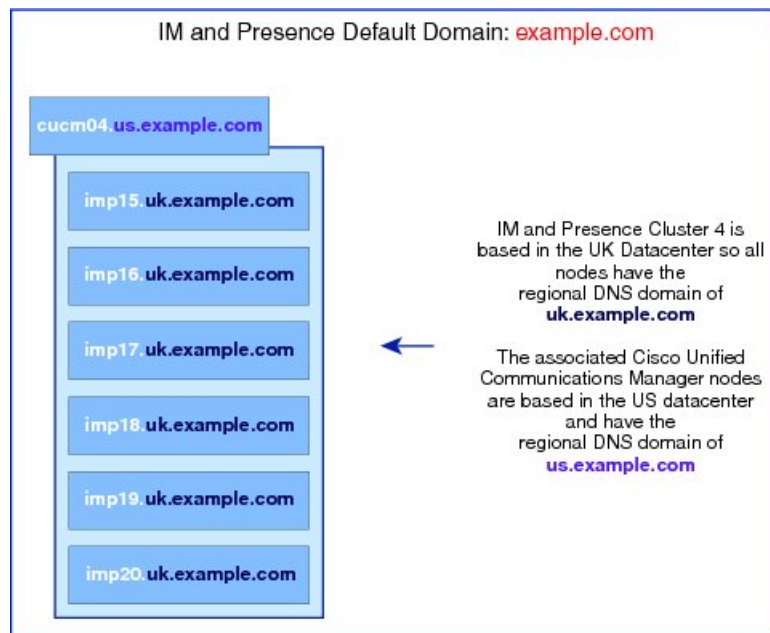 IM and Presence Default Domain: example.com
cucm04.us.example.com
imp15.uk.example.com
imp16.uk.example.com
imp17.uk.example.com
imp18.uk.example.com
imp19.uk.example.com
imp20.uk.example.com
IM and Presence Cluster 4 is
based in the UK Datacenter so all
nodes have the
regional DNS domain of
uk.example.com
The associated Cisco Unified
Communications Manager nodes
are based in the US datacenter
and have the
regional DNS domain of
us.example.com